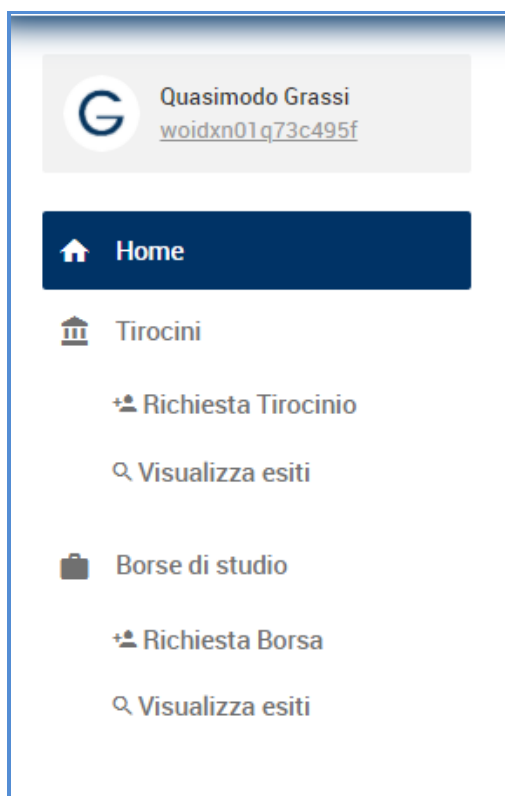 G
Quasimodo Grassi
woidxn01q73c495f
Home
Tirocini
Richiesta Tirocinio
Visualizza esiti
Borse di studio
Richiesta Borsa
Visualizza esiti